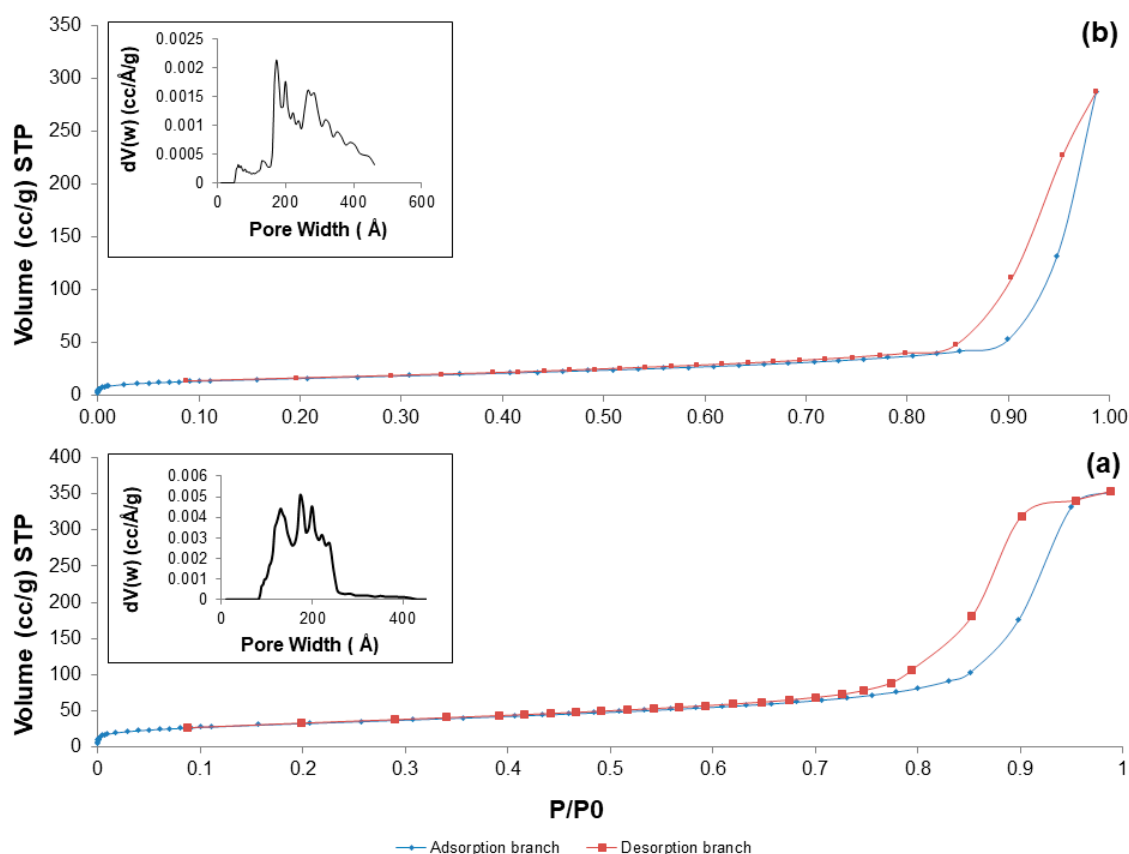 (b)
Volume (cc/g) STP
350
300
250
200
150
100
50
0
0.00 0.10 0.20 0.30 0.40 0.50 0.60 0.70 0.80 0.90 1.00
dV(w) (cc/Å/g)
0.0025
0.002
0.0015
0.001
0.0005
0
0 200 400 600
Pore Width ( Å)
(a)
Volume (cc/g) STP
400
350
300
250
200
150
100
50
0
0 0.1 0.2 0.3 0.4 0.5 0.6 0.7 0.8 0.9 1
dV(w) (cc/Å/g)
0.006
0.005
0.004
0.003
0.002
0.001
0
0 200 400
Pore Width ( Å)
P/P0
Adsorption branch Desorption branch